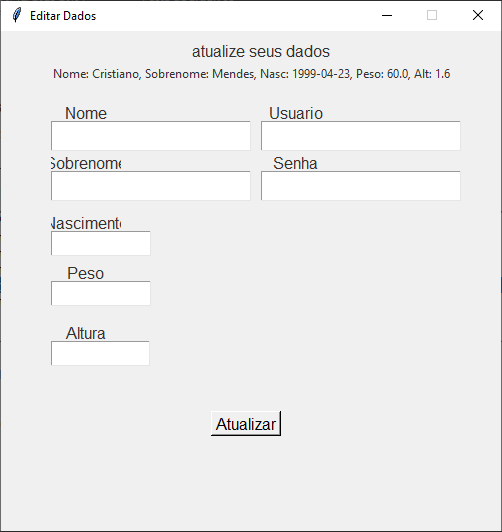 Editar Dados
atualize seus dados
Nome: Cristiano, Sobrenome: Mendes, Nasc: 1999-04-23, Peso: 60.0, Alt: 1.6
Nome Usuario
Sobrenome Senha
Nascimento
Peso
Altura
Atualizar